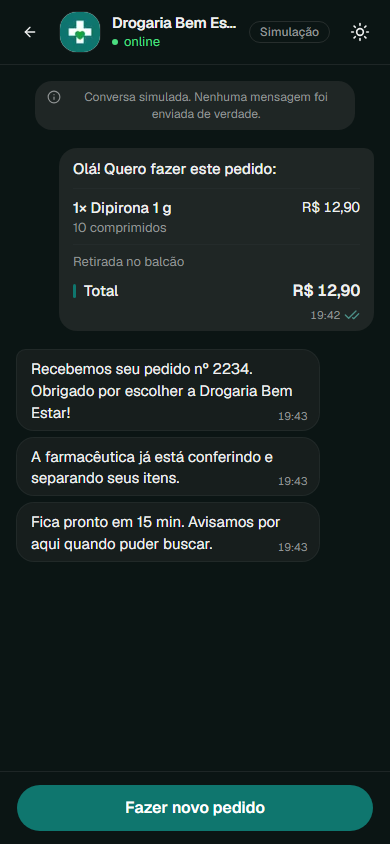 Drogaria Bem Es...
online
Simulação
Conversa simulada. Nenhuma mensagem foi
enviada de verdade.
Olá! Quero fazer este pedido:
1× Dipirona 1 g R$ 12,90
10 comprimidos
Retirada no balcão
Total R$ 12,90
19:42
Recebemos seu pedido nº 2234.
Obrigado por escolher a Drogaria Bem
Estar!
19:43
A farmacêutica já está conferindo e
separando seus itens.
19:43
Fica pronto em 15 min. Avisamos por
aqui quando puder buscar.
19:43
Fazer novo pedido